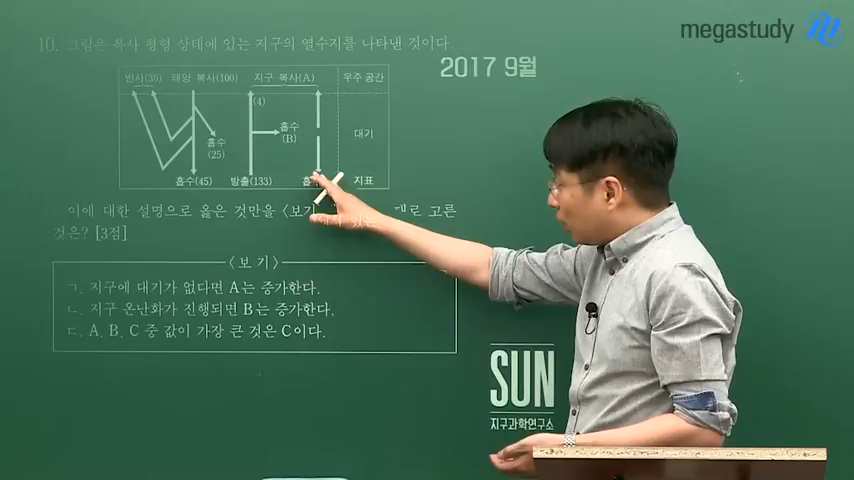 megastudy
10. 그림은 복사 평형 상태에 있는 지구의 열수지를 나타낸 것이다.
2017 9월
반사(30) 태양 복사(100) 지구 복사(A) 우주 공간
(4)
흡수
(B)
대기
흡수
(25)
흡수(45) 방출(133) 지표
이에 대한 설명으로 옳은 것만을 <보기 고른
것은? [3점]
<보 기>
ㄱ. 지구에 대기가 없다면 A는 증가한다.
ㄴ. 지구 온난화가 진행되면 B는 증가한다.
ㄷ. A, B, C 중 값이 가장 큰 것은 C이다.
SUN
지구과학연구소